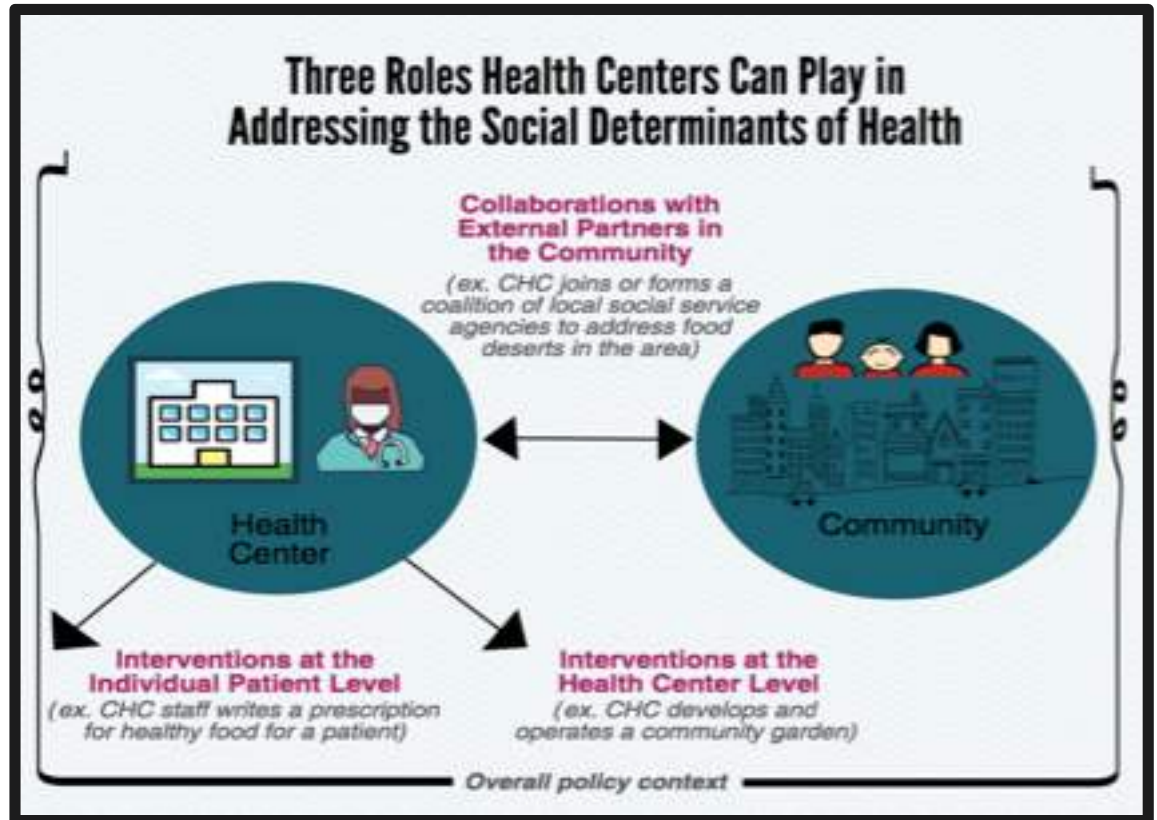 Three Roles Health Centers Can Play in
Addressing the Social Determinants of Health
Collaborations with
External Partners in
the Community
(ex. CHC joins or forms a
coalition of local social service
agencies to address food
deserts in the area)
Health
Center
Community
Interventions at the
Individual Patient Level
(ex. CHC staff writes a prescription
for healthy food for a patient)
Interventions at the
Health Center Level
(ex. CHC develops and
operates a community garden)
Overall policy context